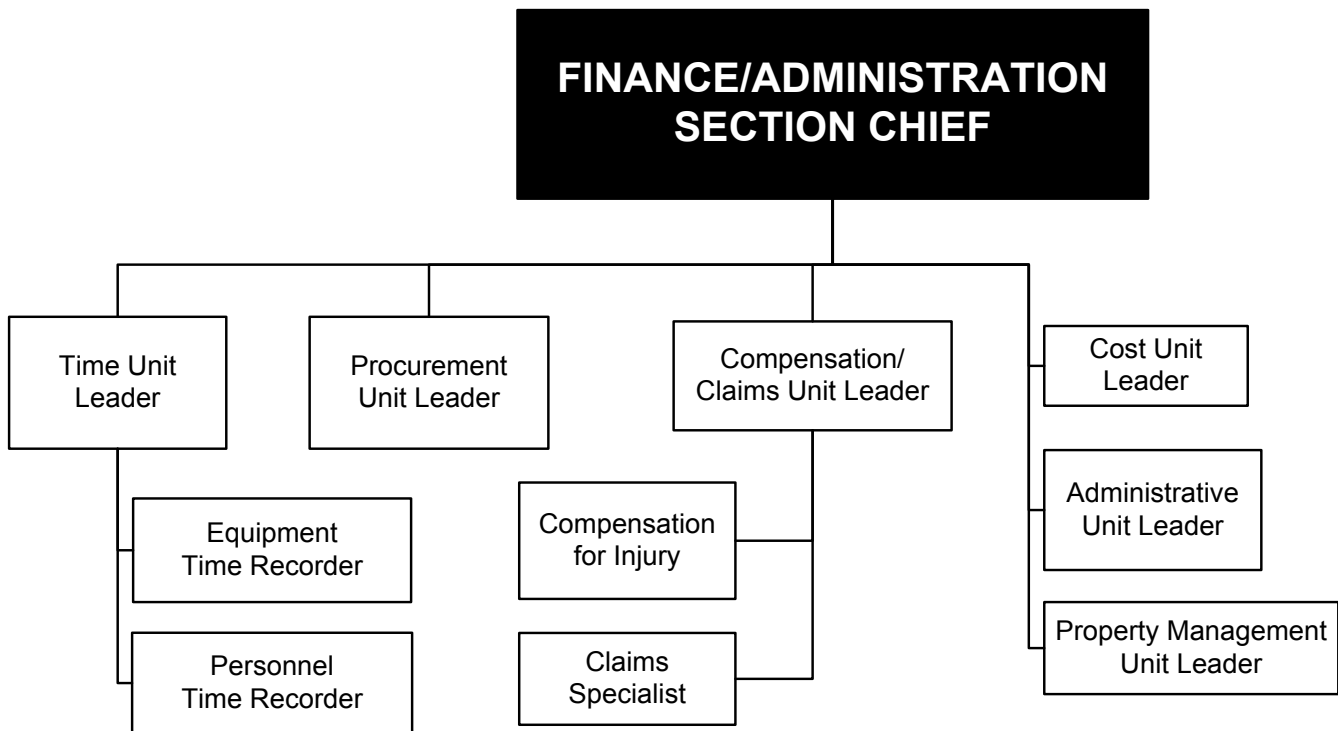 FINANCE/ADMINISTRATION
SECTION CHIEF
Time Unit
Leader
Procurement
Unit Leader
Compensation/
Claims Unit Leader
Cost Unit
Leader
Equipment
Time Recorder
Compensation
for Injury
Administrative
Unit Leader
Personnel
Time Recorder
Claims
Specialist
Property Management
Unit Leader